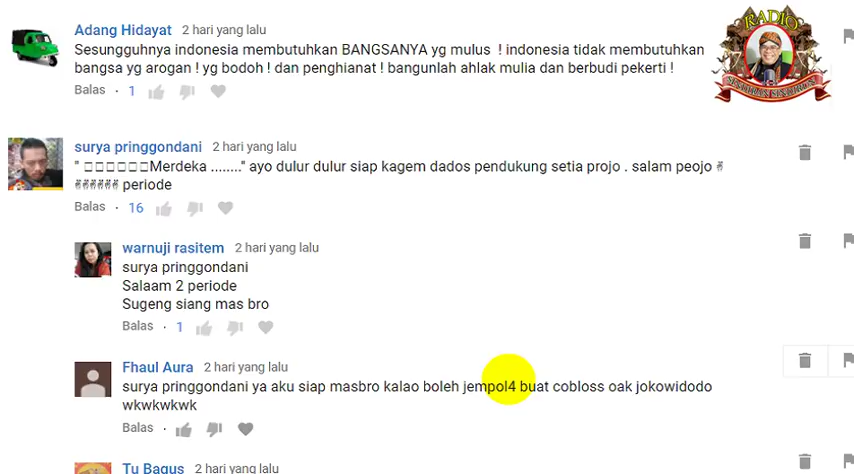 Adang Hidayat 2 hari yang lalu
Sesungguhnya indonesia membutuhkan BANGSANYA yg mulus ! indonesia tidak membutuhkan
bangsa yg arogan ! yg bodoh ! dan penghianat ! bangunlah ahlak mulia dan berbudi pekerti !
Balas · 1
RADIO
surya pringgondani 2 hari yang lalu
" □□□□□□Merdeka ........" ayo dulur dulur siap kagem dados pendukung setia projo . salam peojo ✌
✌✌✌✌✌✌ periode
Balas · 16
warnuji rasitem 2 hari yang lalu
surya pringgondani
Salaam 2 periode
Sugeng siang mas bro
Balas · 1
Fhaul Aura 2 hari yang lalu
surya pringgondani ya aku siap masbro kalao boleh jempol4 buat cobloss oak jokowidodo
wkwkwkwk
Balas ·
Tu Bagus 2 hari yang lalu